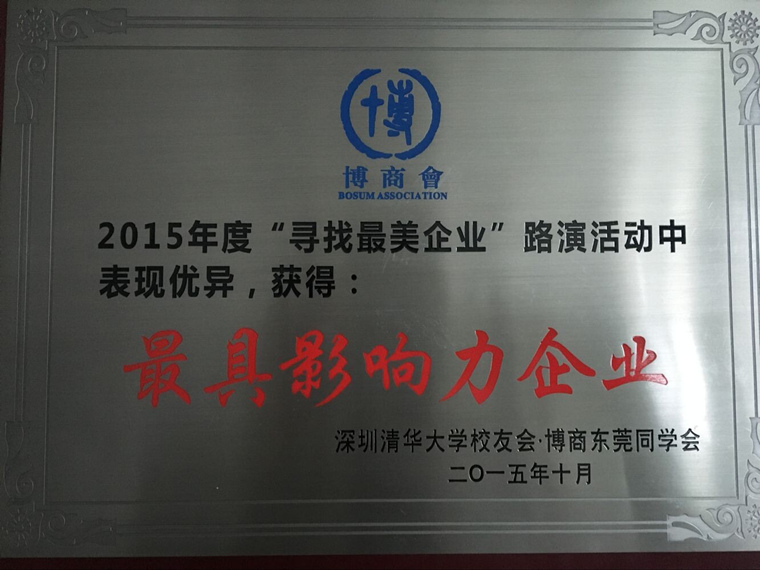 博
博商會
BOSUM ASSOCIATION
2015年度“寻找最美企业”路演活动中
表现优异，获得：
最具影响力企业
深圳清华大学校友会·博商东莞同学会
二〇一五年十月